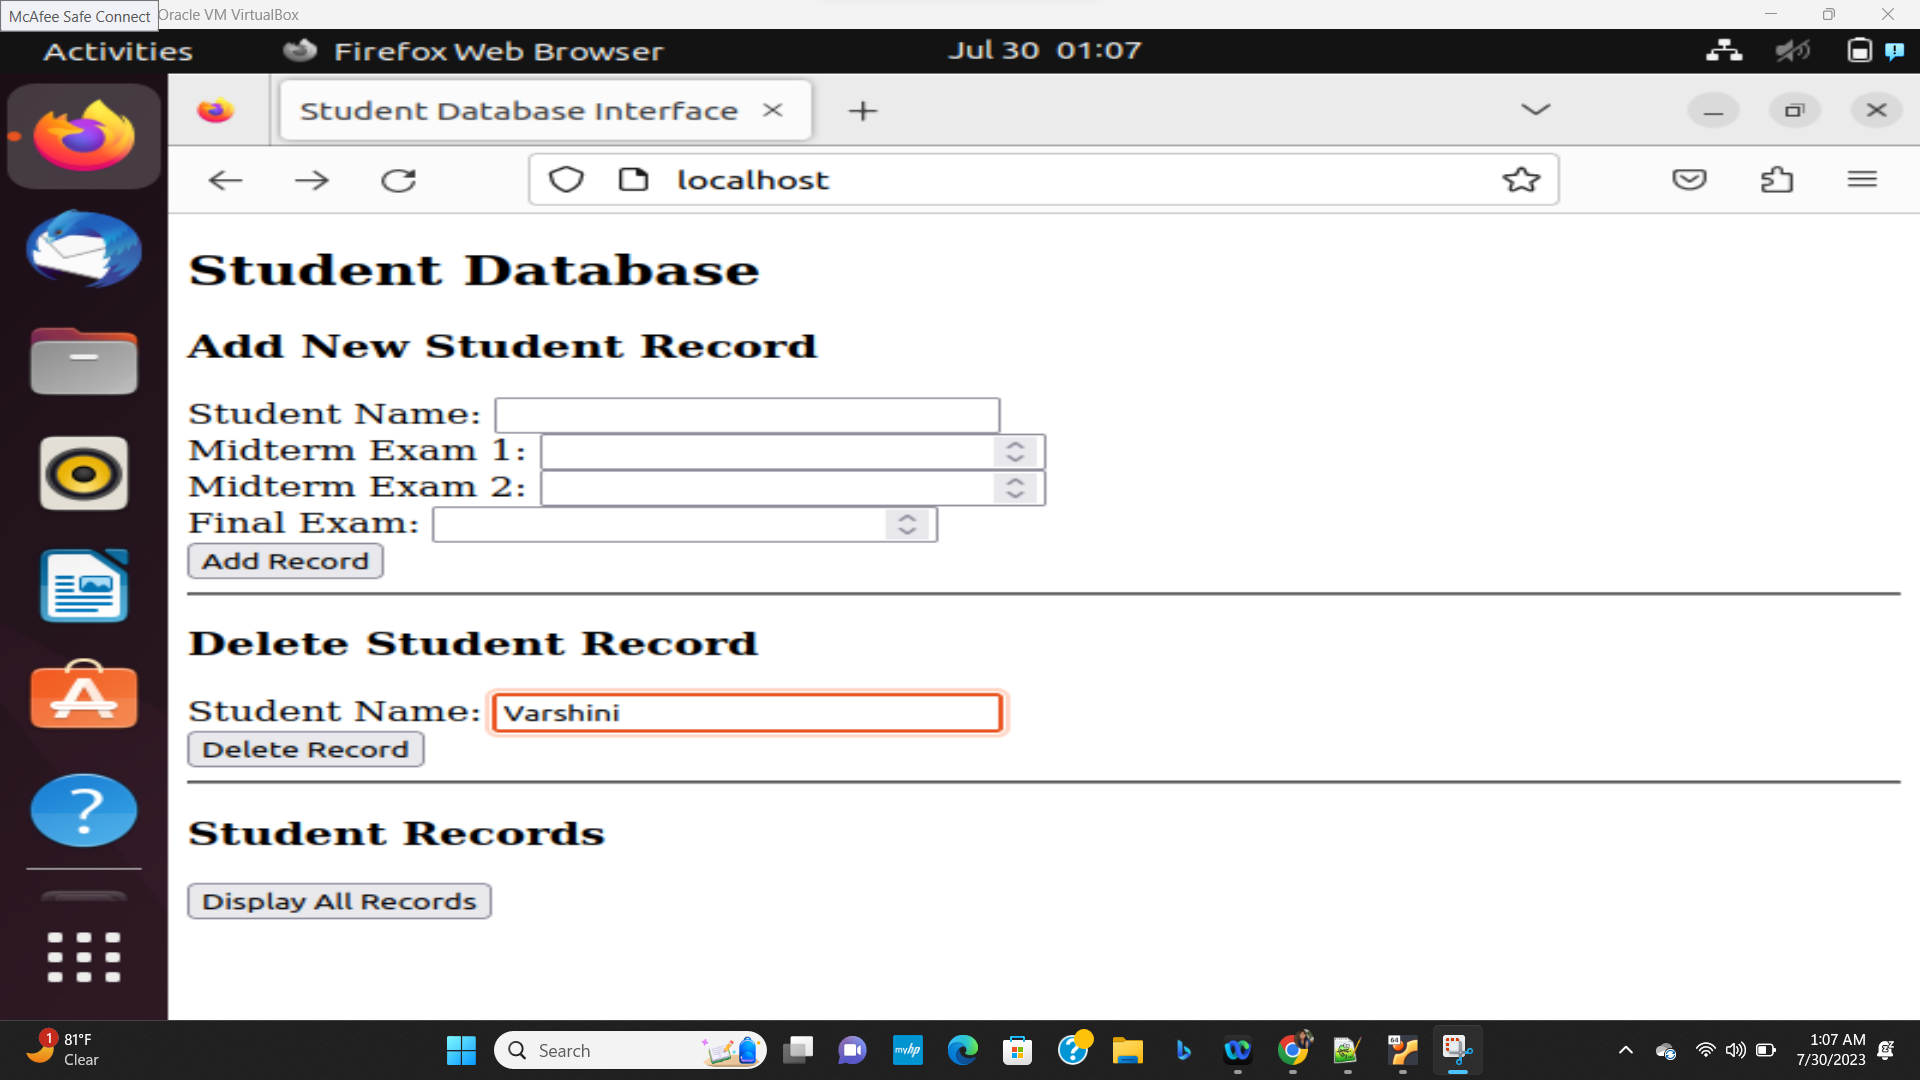 McAfee Safe Connect
Oracle VM VirtualBox
Activities
Firefox Web Browser
Jul 30 01:07
Student Database Interface
localhost
Student Database
Add New Student Record
Student Name:
Midterm Exam 1:
Midterm Exam 2:
Final Exam:
Add Record
Delete Student Record
Student Name: Varshini
Delete Record
Student Records
Display All Records
1
81°F
Clear
Search
myhp
64
1:07 AM
7/30/2023